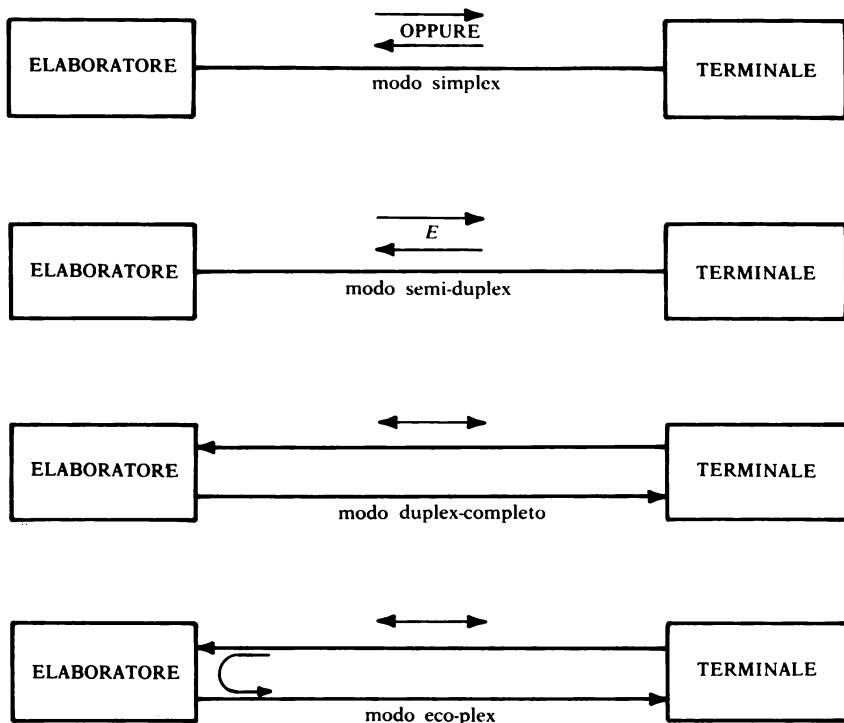 OPPURE
ELABORATORE
TERMINALE
modo simplex
E
ELABORATORE
TERMINALE
modo semi-duplex
ELABORATORE
TERMINALE
modo duplex-completo
ELABORATORE
TERMINALE
modo eco-plex